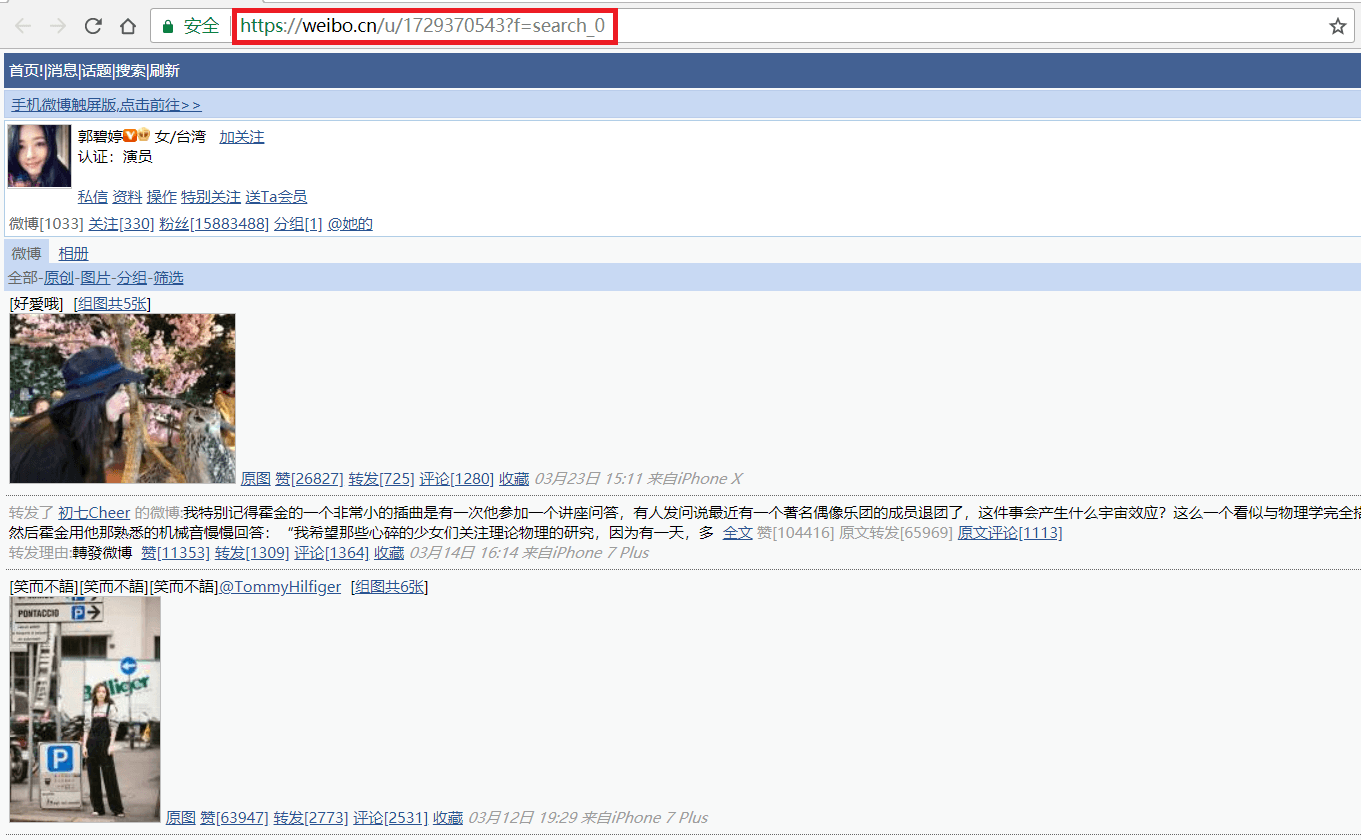 安全 https://weibo.cn/u/1729370543?f=search_0
首页!|消息|话题|搜索|刷新
手机微博触屏版,点击前往>>
郭碧婷 女/台湾 加关注
认证：演员
私信 资料 操作 特别关注 送Ta会员
微博[1033] 关注[330] 粉丝[15883488] 分组[1] @她的
微博 相册
全部-原创-图片-分组-筛选
[好愛哦] [组图共5张]
原图 赞[26827] 转发[725] 评论[1280] 收藏 03月23日 15:11 来自iPhone X
转发了 初七Cheer 的微博:我特别记得霍金的一个非常小的插曲是有一次他参加一个讲座问答，有人发问说最近有一个著名偶像乐团的成员退团了，这件事会产生什么宇宙效应？这么一个看似与物理学完全搭
然后霍金用他那熟悉的机械音慢慢回答：“我希望那些心碎的少女们关注理论物理的研究，因为有一天，多 全文 赞[104416] 原文转发[65969] 原文评论[1113]
转发理由:轉發微博 赞[11353] 转发[1309] 评论[1364] 收藏 03月14日 16:14 来自iPhone 7 Plus
[笑而不語][笑而不語][笑而不語]@TommyHilfiger [组图共6张]
PONTACCIO P
P
原图 赞[63947] 转发[2773] 评论[2531] 收藏 03月12日 19:29 来自iPhone 7 Plus